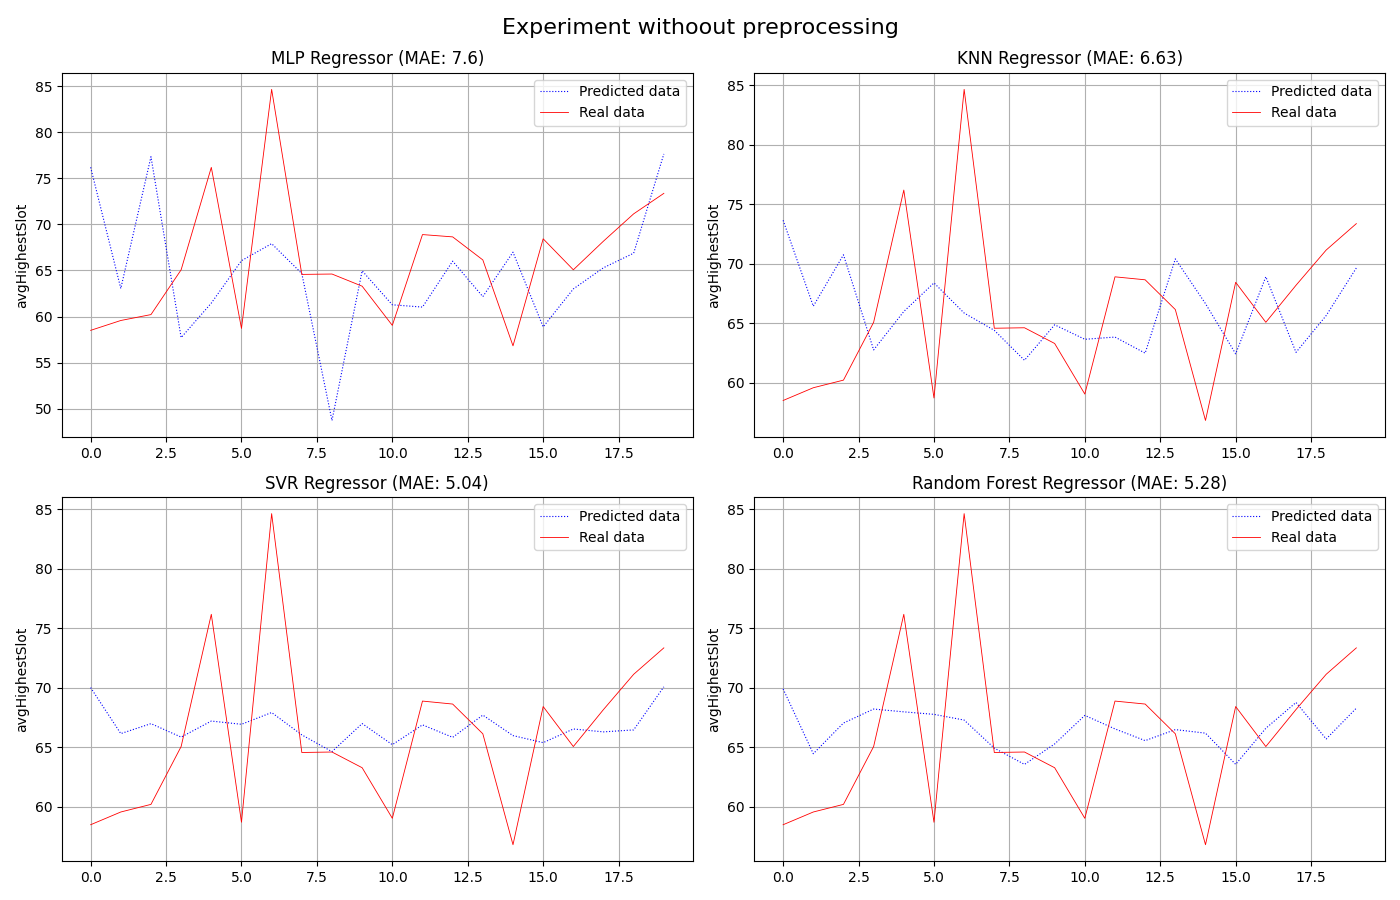 Experiment withoout preprocessing
MLP Regressor (MAE: 7.6)
85
80
75
70
65
60
55
50
avgHighestSlot
Predicted data
Real data
0.0 2.5 5.0 7.5 10.0 12.5 15.0 17.5
KNN Regressor (MAE: 6.63)
85
80
75
70
65
60
avgHighestSlot
Predicted data
Real data
0.0 2.5 5.0 7.5 10.0 12.5 15.0 17.5
SVR Regressor (MAE: 5.04)
85
80
75
70
65
60
avgHighestSlot
Predicted data
Real data
0.0 2.5 5.0 7.5 10.0 12.5 15.0 17.5
Random Forest Regressor (MAE: 5.28)
85
80
75
70
65
60
avgHighestSlot
Predicted data
Real data
0.0 2.5 5.0 7.5 10.0 12.5 15.0 17.5